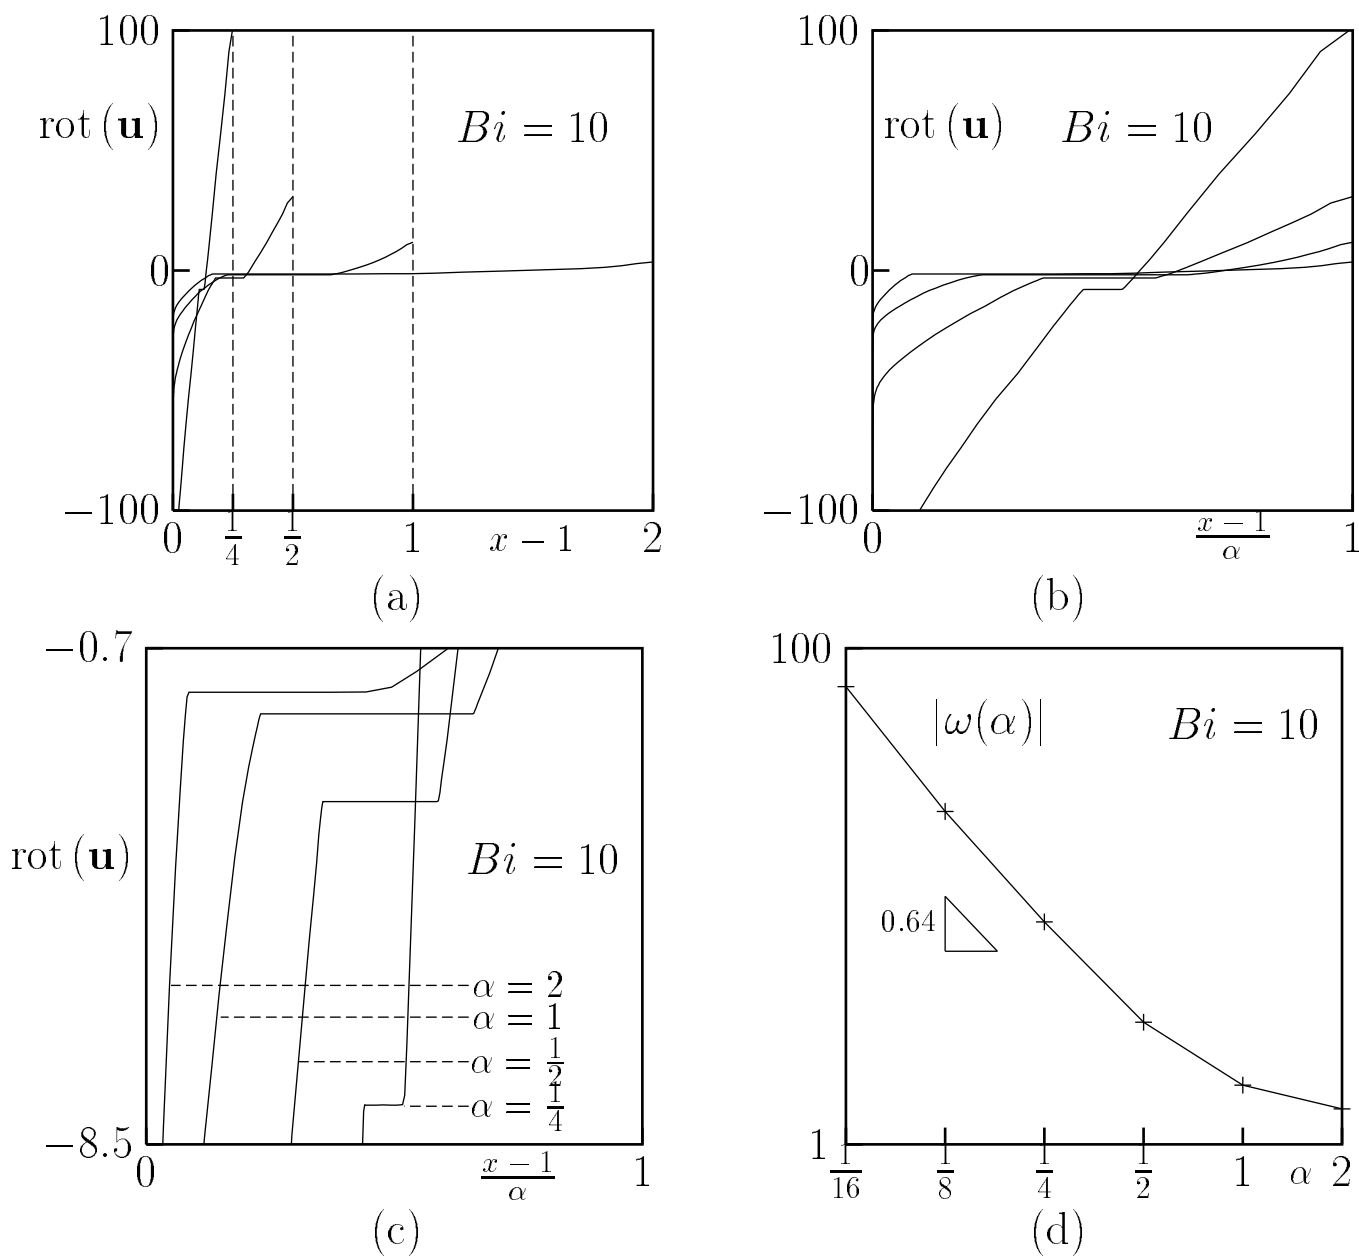 100
rot (u)
Bi = 10
0
−100
0 1/4 1/2 1 x − 1 2
(a)
100
rot (u) Bi = 10
0
−100
0 x − 1/α 1
(b)
−0.7
rot (u)
Bi = 10
α = 2
α = 1
α = 1/2
α = 1/4
−8.5
0 x − 1/α 1
(c)
100
|ω(α)|
Bi = 10
0.64
1
1/16 1/8 1/4 1/2 1 α 2
(d)